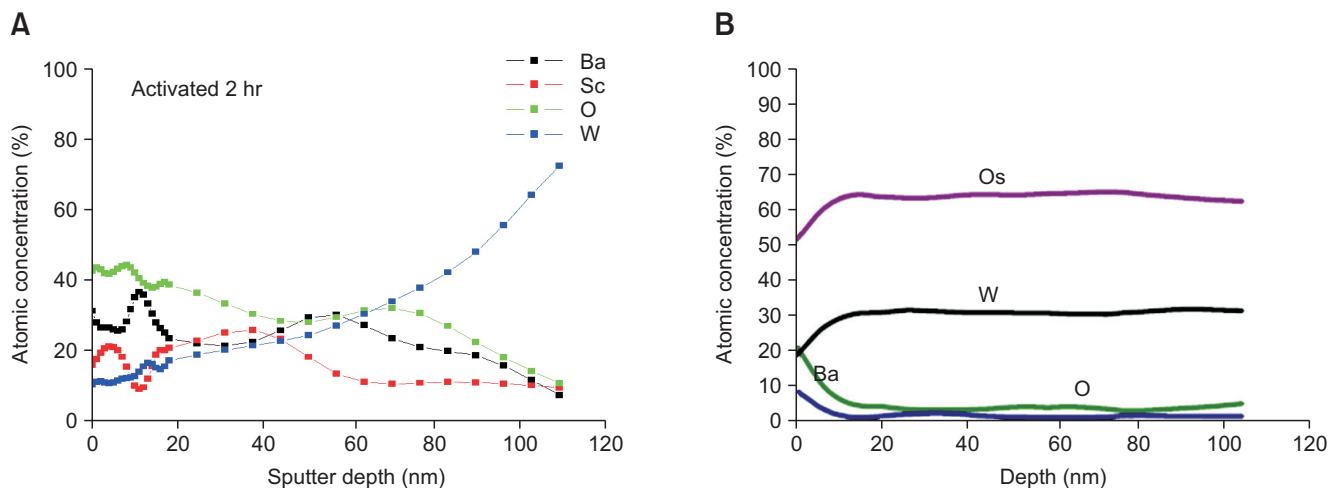 A
Activated 2 hr
Ba
Sc
O
W
100
80
60
40
20
0
Atomic concentration (%)
0 20 40 60 80 100 120
Sputter depth (nm)
B
100
90
80
70
60
50
40
30
20
10
0
Atomic concentration (%)
Os
W
Ba
O
0 20 40 60 80 100 120
Depth (nm)